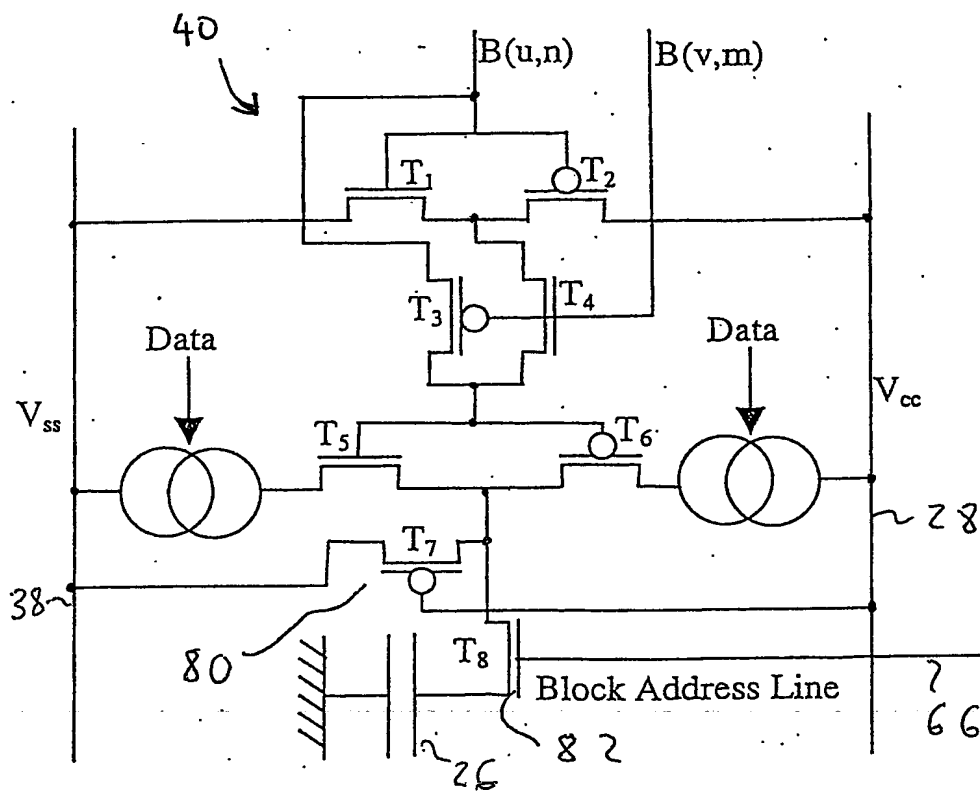 40
B(u,n)
B(v,m)
T1
T2
T3
T4
Data
Data
Vss
Vcc
T5
T6
28
T7
38
80
T8
Block Address Line
66
82
26